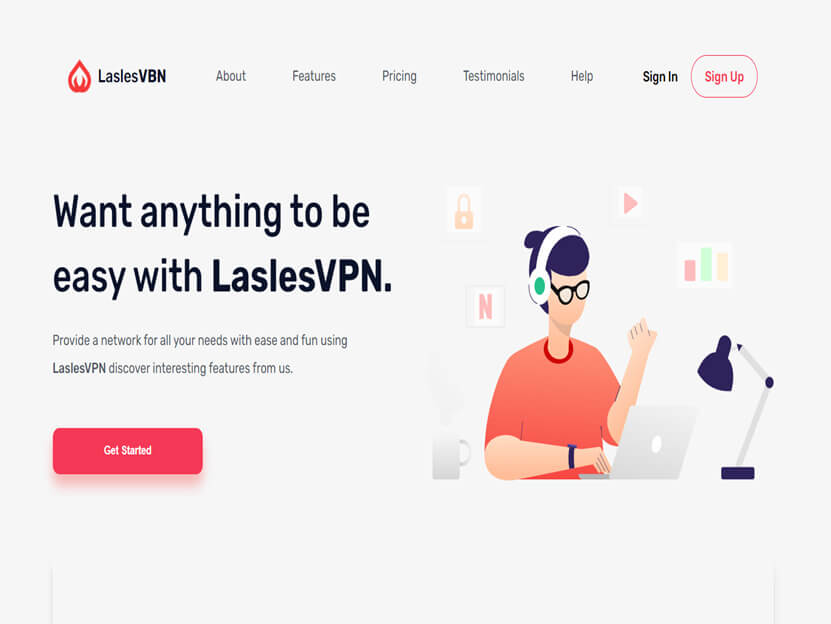 LaslesVBN About Features Pricing Testimonials Help Sign In Sign Up
Want anything to be
easy with LaslesVPN.
Provide a network for all your needs with ease and fun using
LaslesVPN discover interesting features from us.
Get Started
N